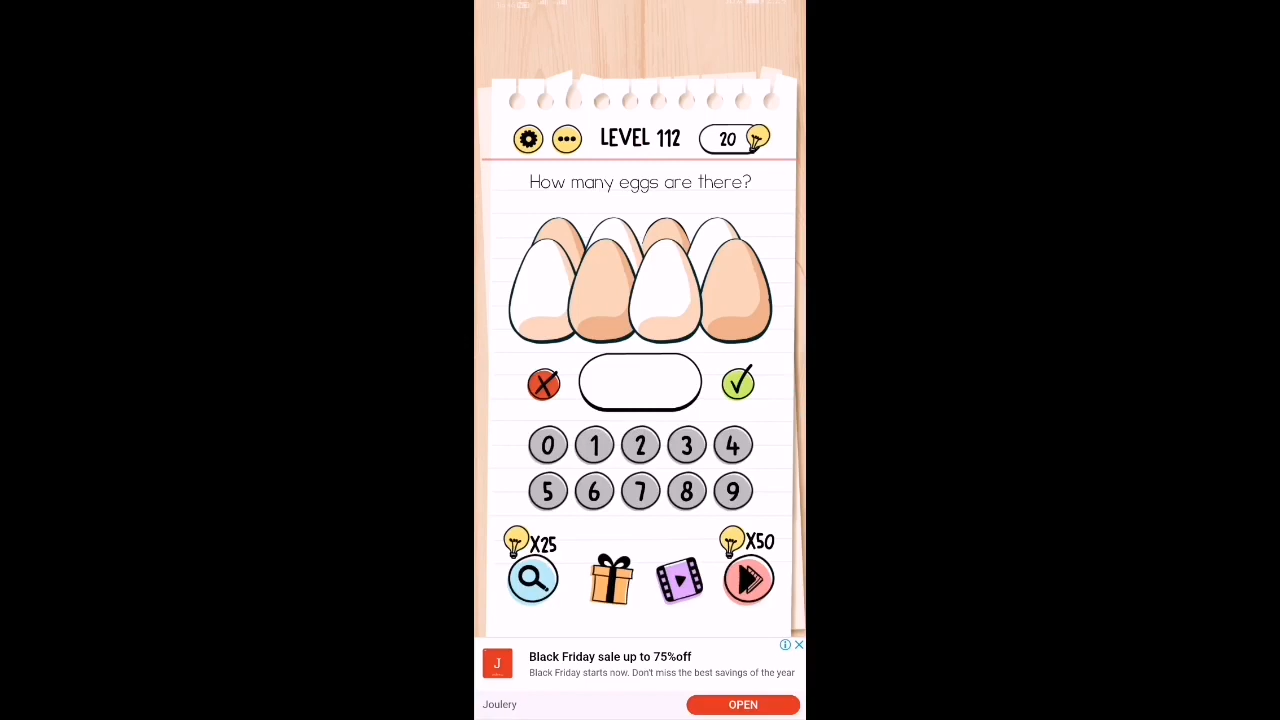 LEVEL 112
20
How many eggs are there?
X
0 1 2 3 4
5 6 7 8 9
X25
X50
J
Black Friday sale up to 75%off
Black Friday starts now. Don't miss the best savings of the year
Joulery
OPEN